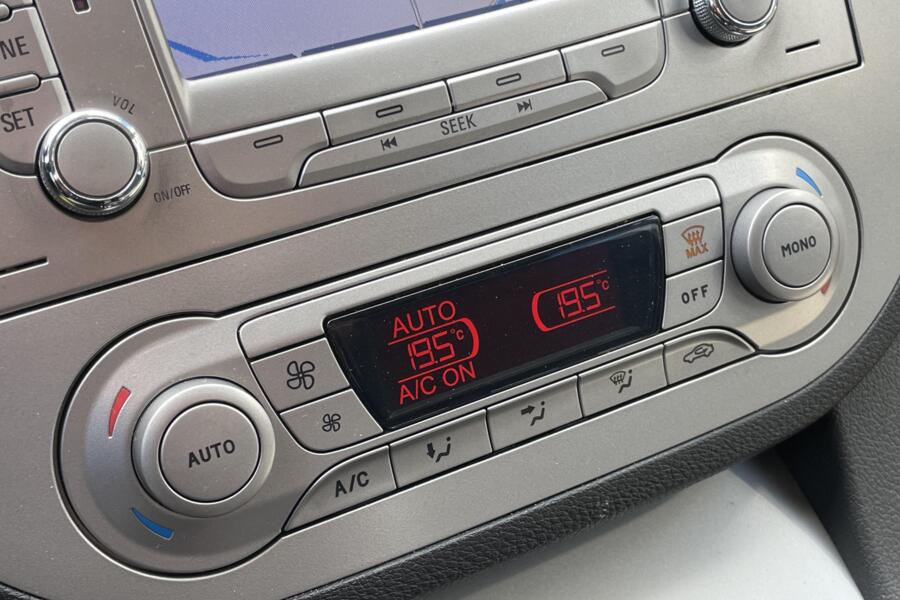 NE
SET
VOL
ON/OFF
SEEK
MAX
OFF
MONO
AUTO
19.5°C
A/C ON
19.5°C
AUTO
A/C